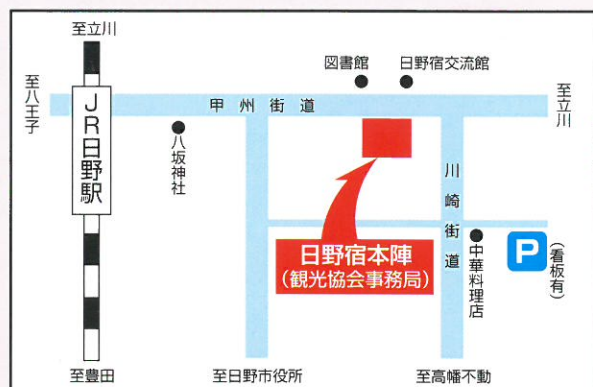 至立川
図書館
日野宿交流館
至八王子
甲州街道
至立川
JR日野駅
八坂神社
川崎街道
日野宿本陣
(観光協会事務局)
中華料理店
P
(看板有)
至豊田
至日野市役所
至高幡不動